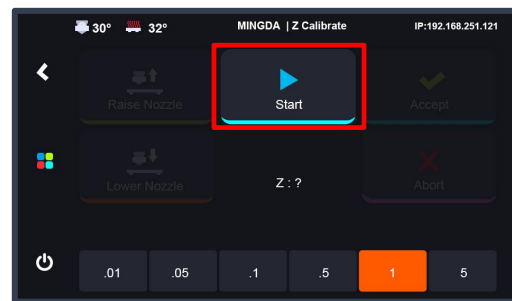 30° 32° MINGDA | Z Calibrate IP:192.168.251.121
Raise Nozzle Start Accept
Lower Nozzle Z : ? Abort
.01 .05 .1 .5 1 5